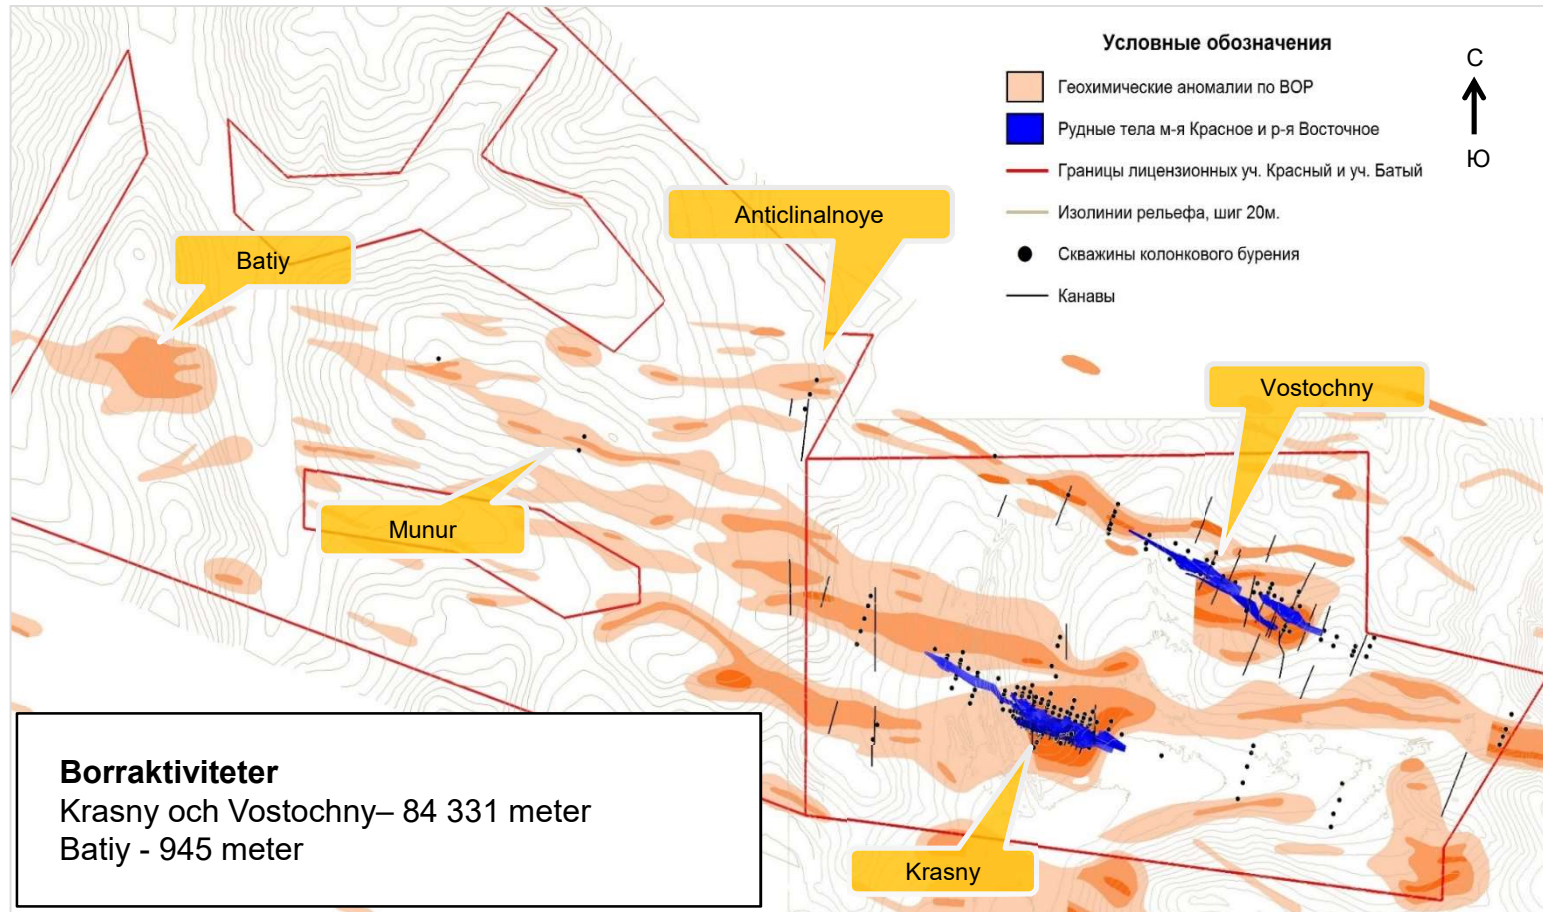 Условные обозначения
С
Ю
Геохимические аномалии по ВОР
Рудные тела м-я Красное и р-я Восточное
Границы лицензионных уч. Красный и уч. Батый
Изолинии рельефа, шиг 20м.
Скважины колонкового бурения
Канавы
Anticlinalnoye
Batiy
Vostochny
Munur
Krasny
Borraktiviteter
Krasny och Vostochny– 84 331 meter
Batiy - 945 meter